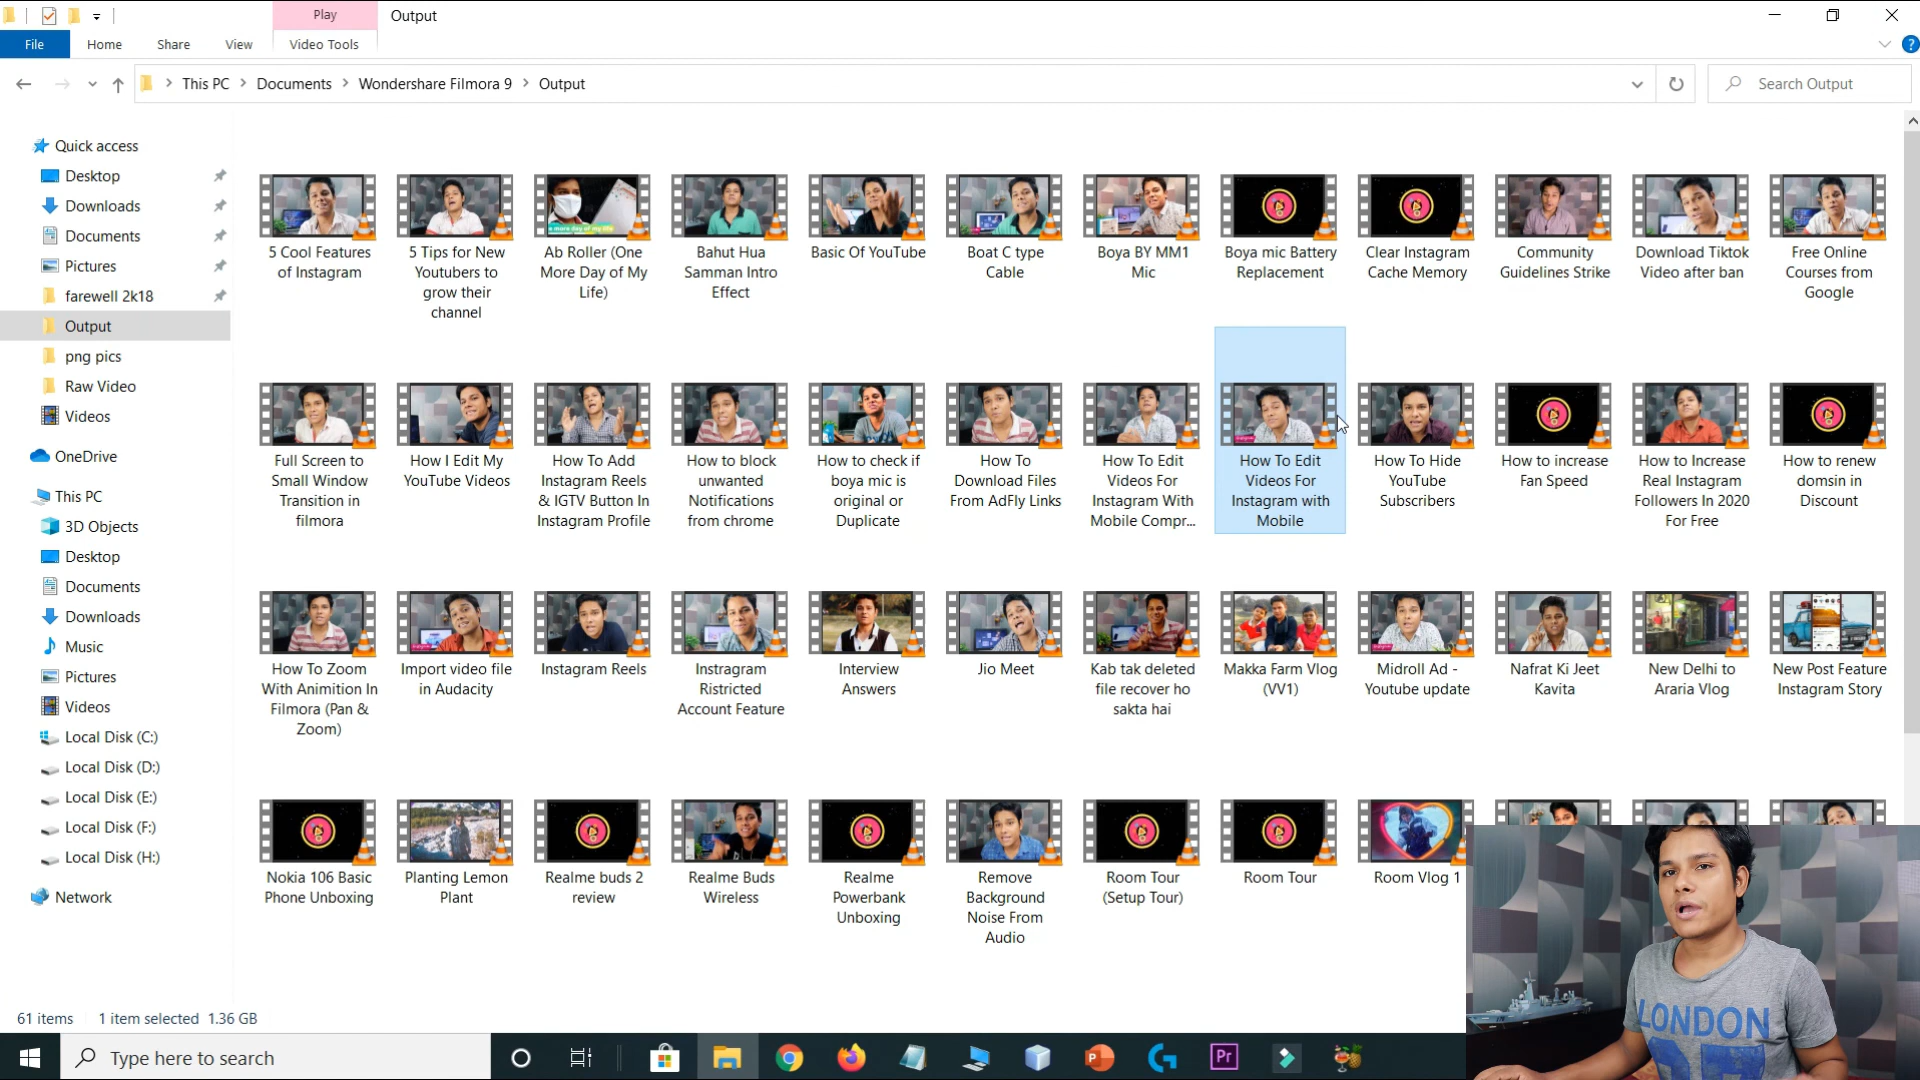 Play
Output
File
Home
Share
View
Video Tools
This PC
Documents
Wondershare Filmora 9
Output
Search Output
Quick access
Desktop
Downloads
Documents
Pictures
farewell 2k18
Output
png pics
Raw Video
Videos
OneDrive
This PC
3D Objects
Desktop
Documents
Downloads
Music
Pictures
Videos
Local Disk (C:)
Local Disk (D:)
Local Disk (E:)
Local Disk (F:)
Local Disk (H:)
Network
5 Cool Features
of Instagram
5 Tips for New
Youtubers to
grow their
channel
Ab Roller (One
More Day of My
Life)
Bahut Hua
Samman Intro
Effect
Basic Of YouTube
Boat C type
Cable
Boya BY MM1
Mic
Boya mic Battery
Replacement
Clear Instagram
Cache Memory
Community
Guidelines Strike
Download Tiktok
Video after ban
Free Online
Courses from
Google
Full Screen to
Small Window
Transition in
filmora
How I Edit My
YouTube Videos
How To Add
Instagram Reels
& IGTV Button In
Instagram Profile
How to block
unwanted
Notifications
from chrome
How to check if
boya mic is
original or
Duplicate
How To
Download Files
From AdFly Links
How To Edit
Videos For
Instagram With
Mobile Compr...
How To Edit
Videos For
Instagram with
Mobile
How To Hide
YouTube
Subscribers
How to increase
Fan Speed
How to Increase
Real Instagram
Followers In 2020
For Free
How to renew
domsin in
Discount
How To Zoom
With Animition In
Filmora (Pan &
Zoom)
Import video file
in Audacity
Instagram Reels
Instragram
Ristricted
Account Feature
Interview
Answers
Jio Meet
Kab tak deleted
file recover ho
sakta hai
Makka Farm Vlog
(VV1)
Midroll Ad -
Youtube update
Nafrat Ki Jeet
Kavita
New Delhi to
Araria Vlog
New Post Feature
Instagram Story
Nokia 106 Basic
Phone Unboxing
Planting Lemon
Plant
Realme buds 2
review
Realme Buds
Wireless
Realme
Powerbank
Unboxing
Remove
Background
Noise From
Audio
Room Tour
(Setup Tour)
Room Tour
Room Vlog 1
LONDON
61 items
1 item selected 1.36 GB
Type here to search
Pr